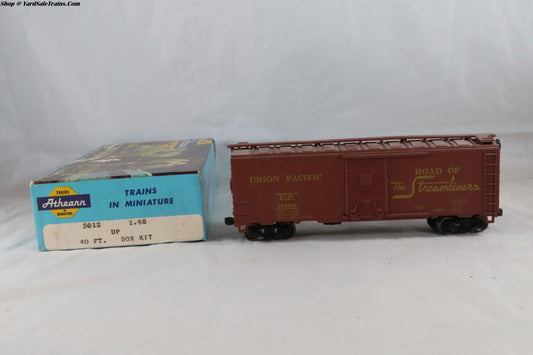 Shop @ YardSaleTrains.Com
TRAINS
Athearn
IN MINIATURE
TRAINS
IN MINIATURE
5012 1.98
UP
40 FT. BOX KIT
UNION PACIFIC
U.P.
ROAD OF
The Streamliners